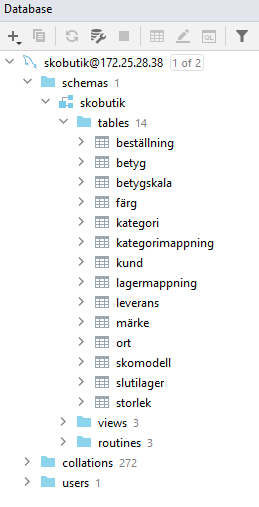 Database
skobutik@172.25.28.38 1 of 2
schemas 1
skobutik
tables 14
beställning
betyg
betygskala
färg
kategori
kategorimappning
kund
lagermappning
leverans
märke
ort
skomodell
slutilager
storlek
views 3
routines 3
collations 272
users 1